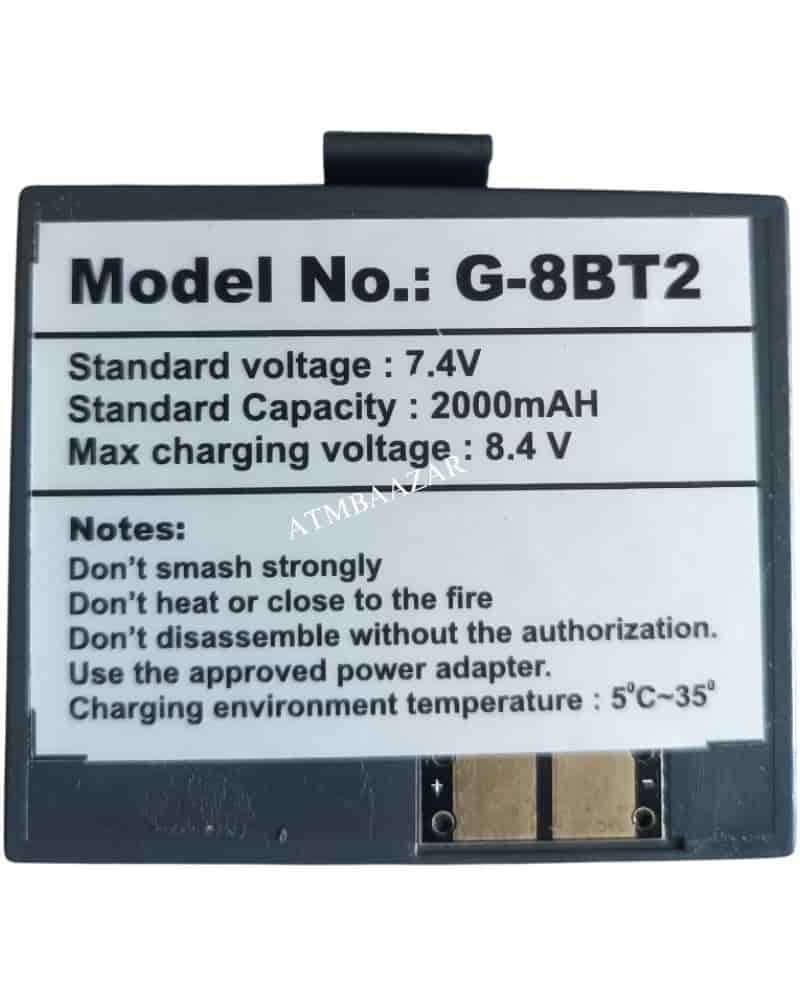 Model No.: G-8BT2
Standard voltage : 7.4V
Standard Capacity : 2000mAH
Max charging voltage : 8.4 V
ATMBAAZAR
Notes:
Don't smash strongly
Don't heat or close to the fire
Don't disassemble without the authorization.
Use the approved power adapter.
Charging environment temperature : 5⁰C~35⁰
+ -